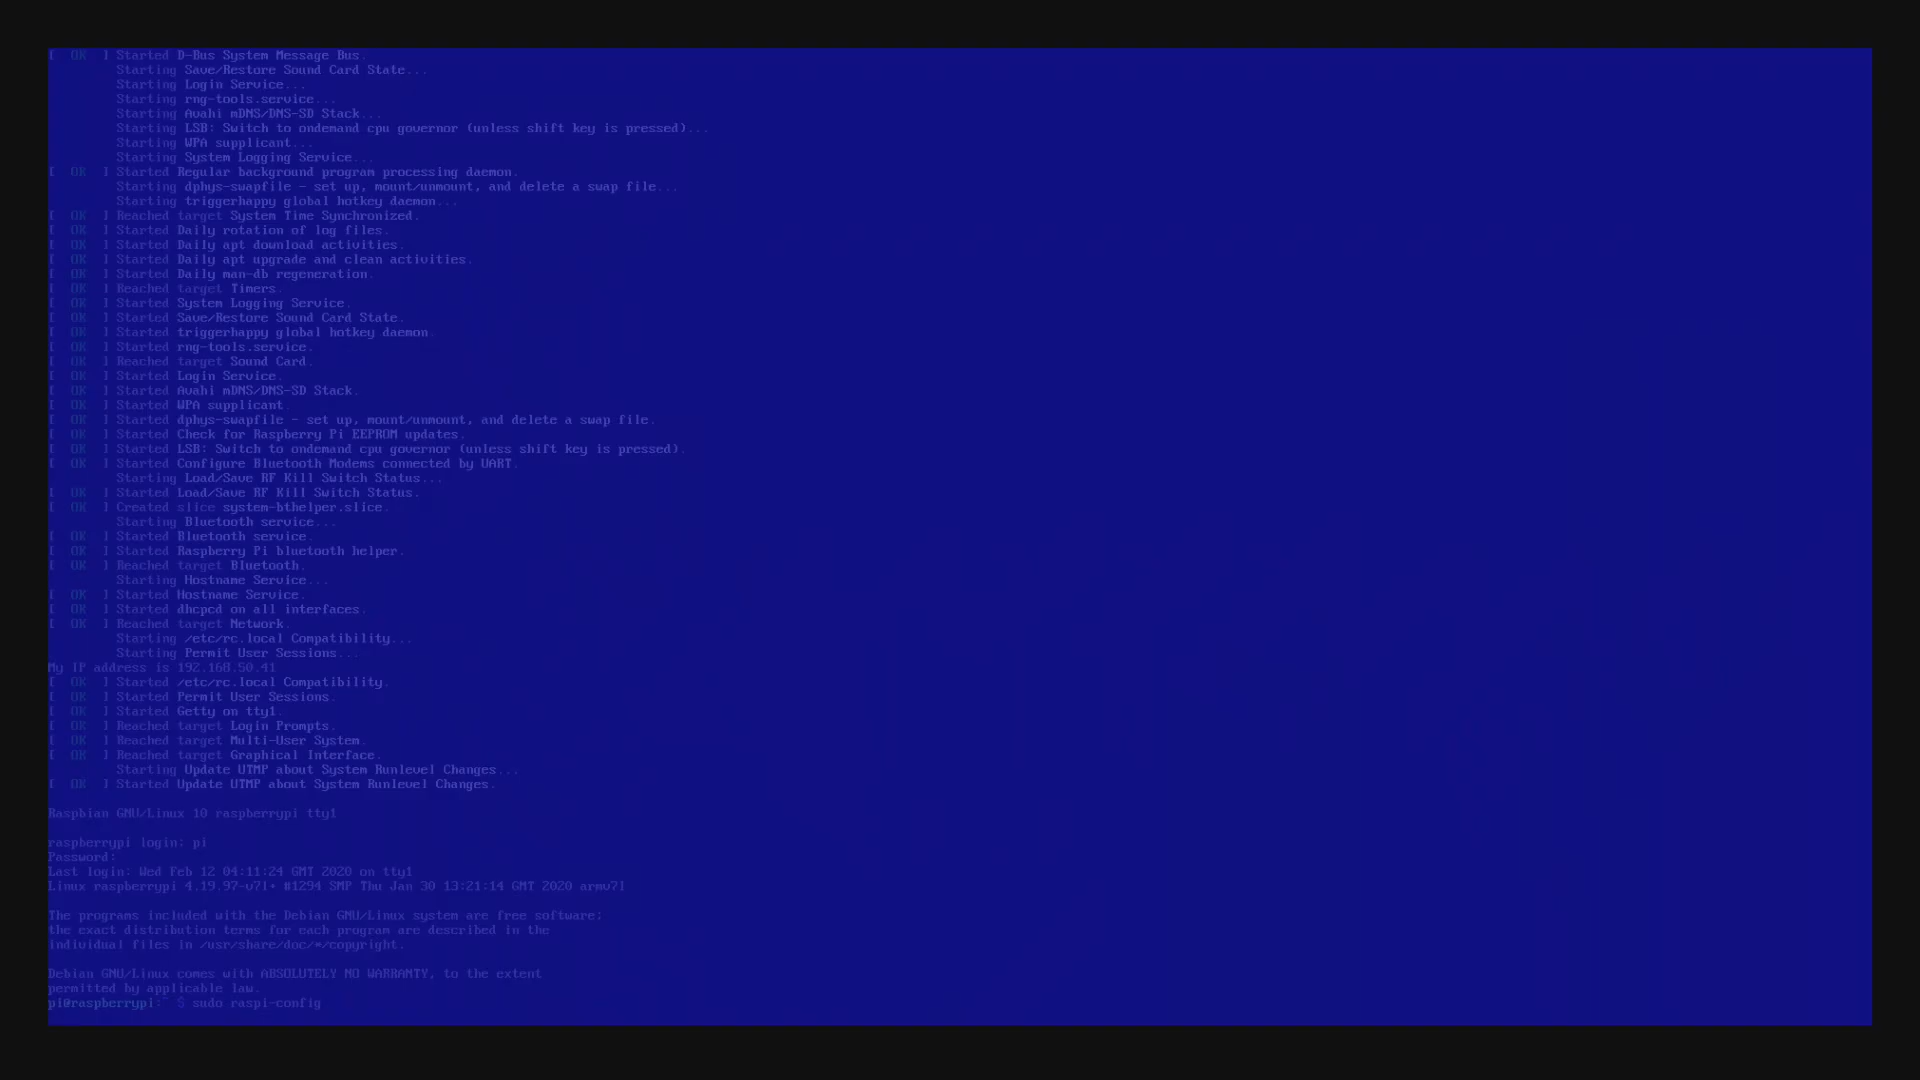 [  OK  ] Started D-Bus System Message Bus.
         Starting Save/Restore Sound Card State...
         Starting Login Service...
         Starting rng-tools.service...
         Starting Avahi mDNS/DNS-SD Stack...
         Starting LSB: Switch to ondemand cpu governor (unless shift key is pressed)...
         Starting WPA supplicant...
         Starting System Logging Service...
[  OK  ] Started Regular background program processing daemon.
         Starting dphys-swapfile - set up, mount/unmount, and delete a swap file...
         Starting triggerhappy global hotkey daemon...
[  OK  ] Reached target System Time Synchronized.
[  OK  ] Started Daily rotation of log files.
[  OK  ] Started Daily apt download activities.
[  OK  ] Started Daily apt upgrade and clean activities.
[  OK  ] Started Daily man-db regeneration.
[  OK  ] Reached target Timers.
[  OK  ] Started System Logging Service.
[  OK  ] Started Save/Restore Sound Card State.
[  OK  ] Started triggerhappy global hotkey daemon.
[  OK  ] Started rng-tools.service.
[  OK  ] Reached target Sound Card.
[  OK  ] Started Login Service.
[  OK  ] Started Avahi mDNS/DNS-SD Stack.
[  OK  ] Started WPA supplicant.
[  OK  ] Started dphys-swapfile - set up, mount/unmount, and delete a swap file.
[  OK  ] Started Check for Raspberry Pi EEPROM updates.
[  OK  ] Started LSB: Switch to ondemand cpu governor (unless shift key is pressed).
[  OK  ] Started Configure Bluetooth Modems connected by UART.
         Starting Load/Save RF Kill Switch Status...
[  OK  ] Started Load/Save RF Kill Switch Status.
[  OK  ] Created slice system-bthelper.slice.
         Starting Bluetooth service...
[  OK  ] Started Bluetooth service.
[  OK  ] Started Raspberry Pi bluetooth helper.
[  OK  ] Reached target Bluetooth.
         Starting Hostname Service...
[  OK  ] Started Hostname Service.
[  OK  ] Started dhcpcd on all interfaces.
[  OK  ] Reached target Network.
         Starting /etc/rc.local Compatibility...
         Starting Permit User Sessions...
My IP address is 192.168.50.41
[  OK  ] Started /etc/rc.local Compatibility.
[  OK  ] Started Permit User Sessions.
[  OK  ] Started Getty on tty1.
[  OK  ] Reached target Login Prompts.
[  OK  ] Reached target Multi-User System.
[  OK  ] Reached target Graphical Interface.
         Starting Update UTMP about System Runlevel Changes...
[  OK  ] Started Update UTMP about System Runlevel Changes.
Raspbian GNU/Linux 10 raspberrypi tty1
raspberrypi login: pi
Password:
Last login: Wed Feb 12 04:11:24 GMT 2020 on tty1
Linux raspberrypi 4.19.97-v7l+ #1294 SMP Thu Jan 30 13:21:14 GMT 2020 armv7l
The programs included with the Debian GNU/Linux system are free software;
the exact distribution terms for each program are described in the
individual files in /usr/share/doc/*/copyright.
Debian GNU/Linux comes with ABSOLUTELY NO WARRANTY, to the extent
permitted by applicable law.
pi@raspberrypi:~ $ sudo raspi-config